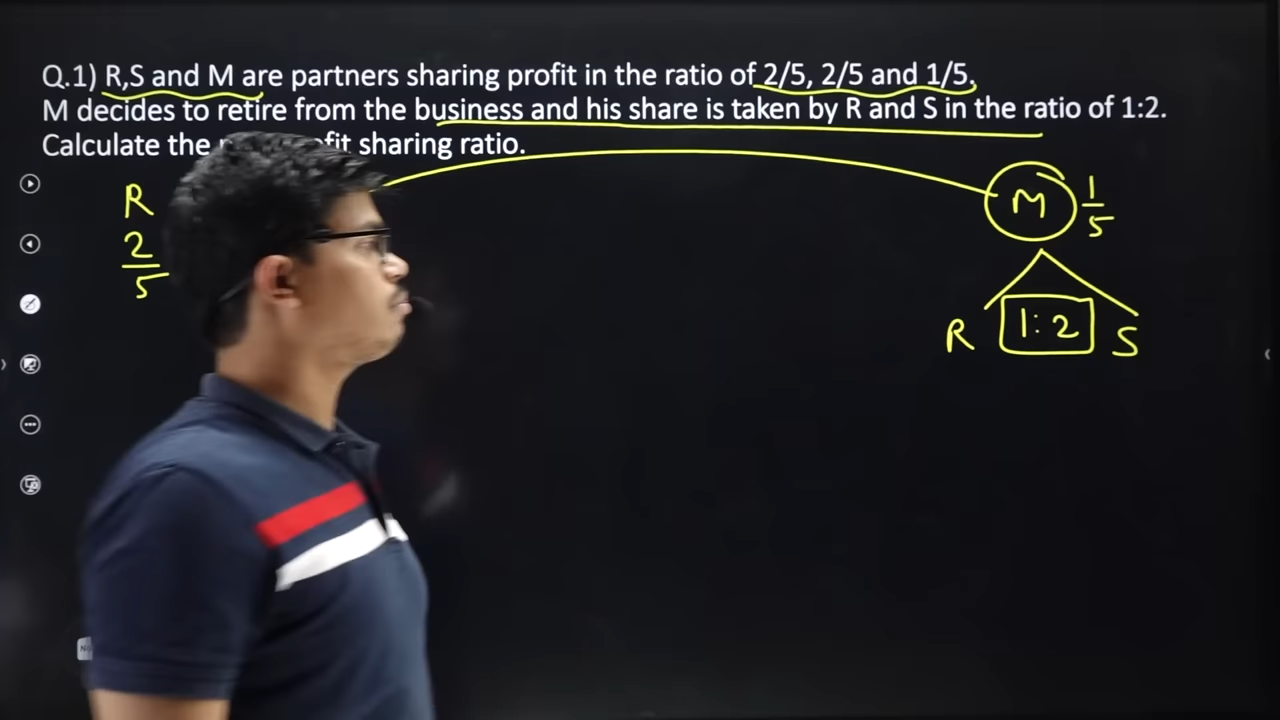 Q.1) R,S and M are partners sharing profit in the ratio of 2/5, 2/5 and 1/5.
M decides to retire from the business and his share is taken by R and S in the ratio of 1:2.
Calculate the fit sharing ratio.
R
2
5
M 1
5
R 1:2 S